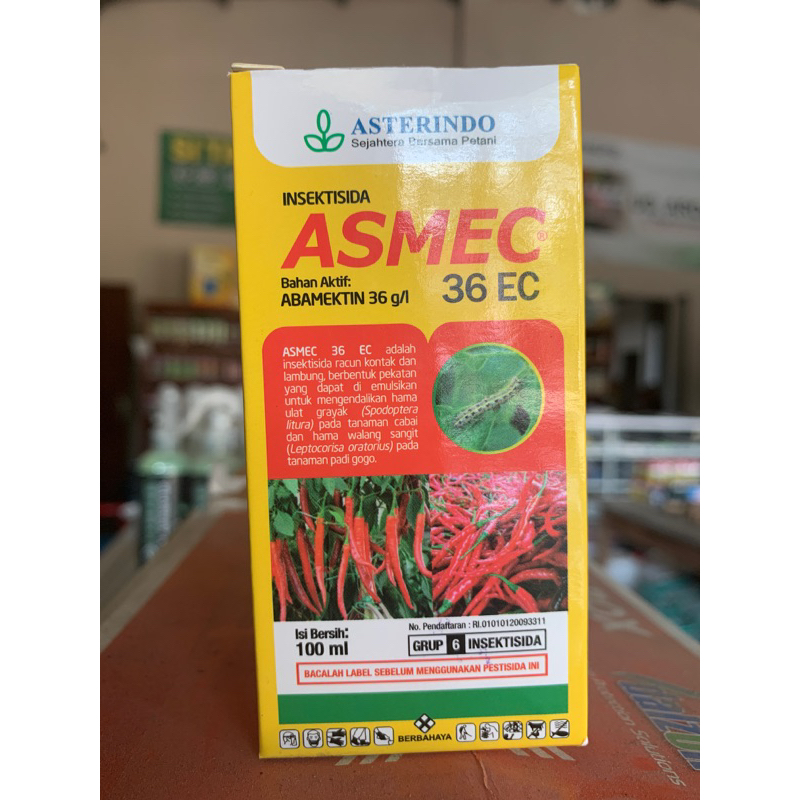 ASTERINDO
Sejahtera Bersama Petani
INSEKTISIDA
ASMEC®
36 EC
Bahan Aktif:
ABAMEKTIN 36 g/l
ASMEC 36 EC adalah
insektisida racun kontak dan
lambung, berbentuk pekatan
yang dapat di emulsikan
untuk mengendalikan hama
ulat grayak (Spodoptera
litura) pada tanaman cabai
dan hama walang sangit
(Leptocorisa oratorius) pada
tanaman padi gogo.
Isi Bersih:
100 ml
No. Pendaftaran : RI.01010120093311
GRUP 6 INSEKTISIDA
BACALAH LABEL SEBELUM MENGGUNAKAN PESTISIDA INI
BERBAHAYA